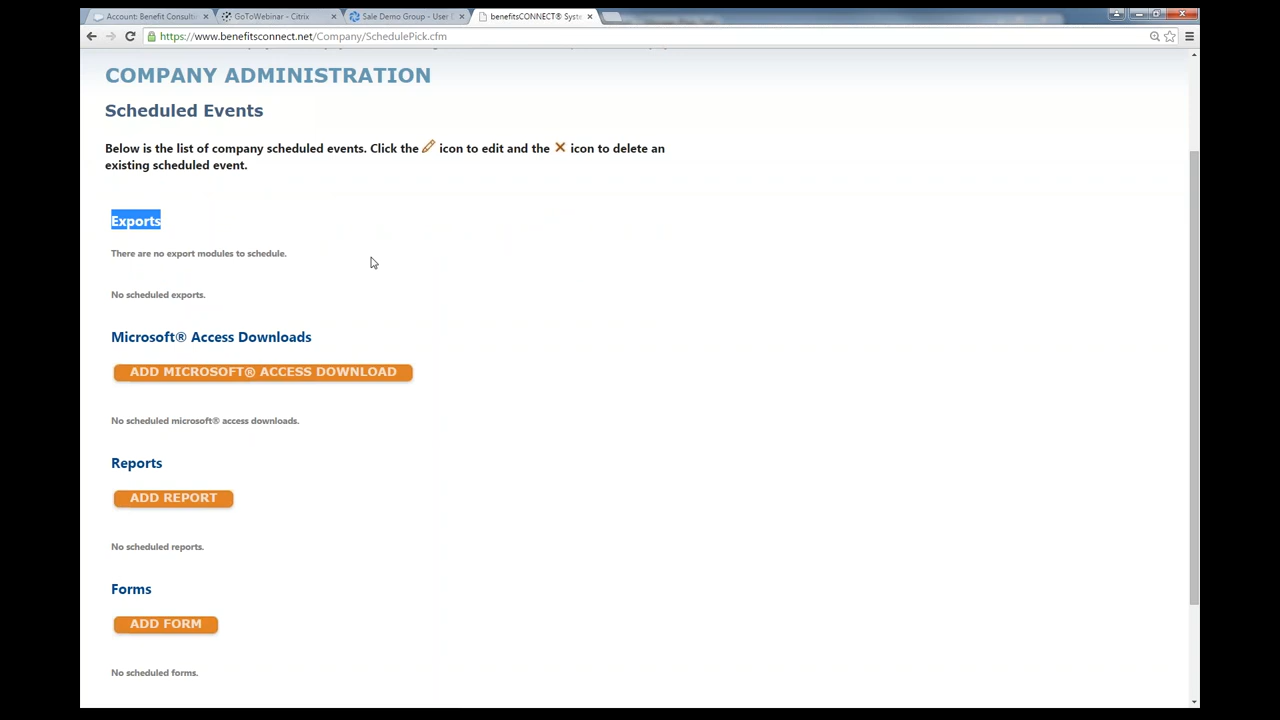 Account: Benefit Consulti
GoToWebinar - Citrix
Sale Demo Group - User
benefitsCONNECT® Syste
https://www.benefitsconnect.net/Company/SchedulePick.cfm
COMPANY ADMINISTRATION
Scheduled Events
Below is the list of company scheduled events. Click the icon to edit and the icon to delete an
existing scheduled event.
Exports
There are no export modules to schedule.
No scheduled exports.
Microsoft® Access Downloads
ADD MICROSOFT® ACCESS DOWNLOAD
No scheduled microsoft® access downloads.
Reports
ADD REPORT
No scheduled reports.
Forms
ADD FORM
No scheduled forms.